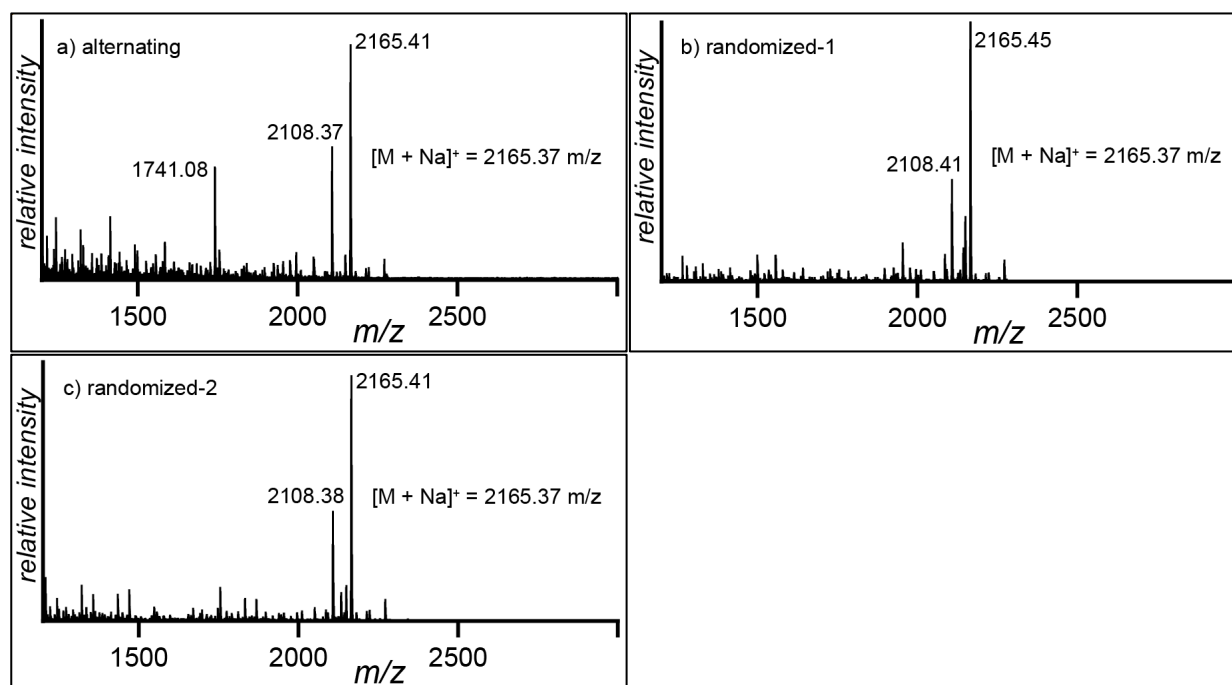 a) alternating
2165.41
2108.37
1741.08
[M + Na]⁺ = 2165.37 m/z
relative intensity
1500
2000
2500
m/z
b) randomized-1
2165.45
2108.41
[M + Na]⁺ = 2165.37 m/z
relative intensity
1500
2000
2500
m/z
c) randomized-2
2165.41
2108.38
[M + Na]⁺ = 2165.37 m/z
relative intensity
1500
2000
2500
m/z